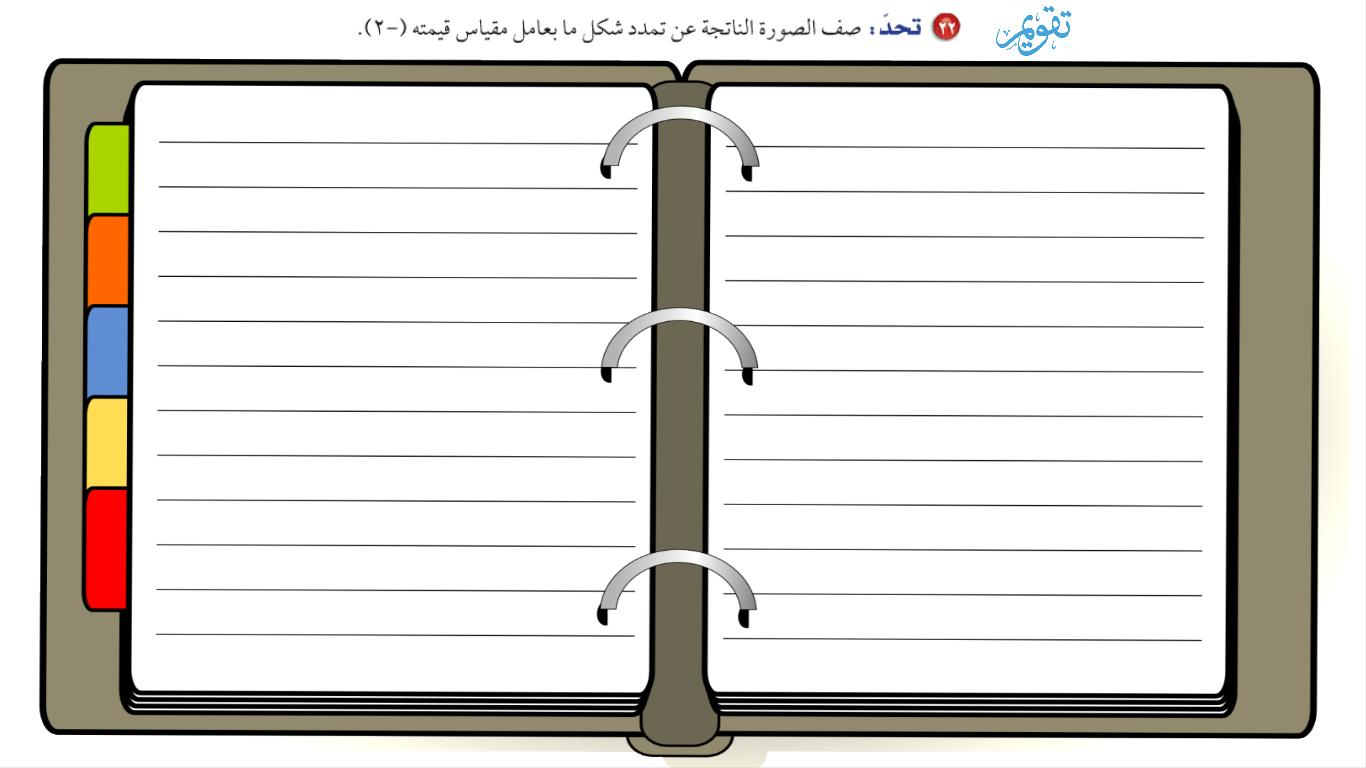 تقويم
٢٢ تحدّ: صف الصورة الناتجة عن تمدد شكل ما بعامل مقياس قيمته (-٢).